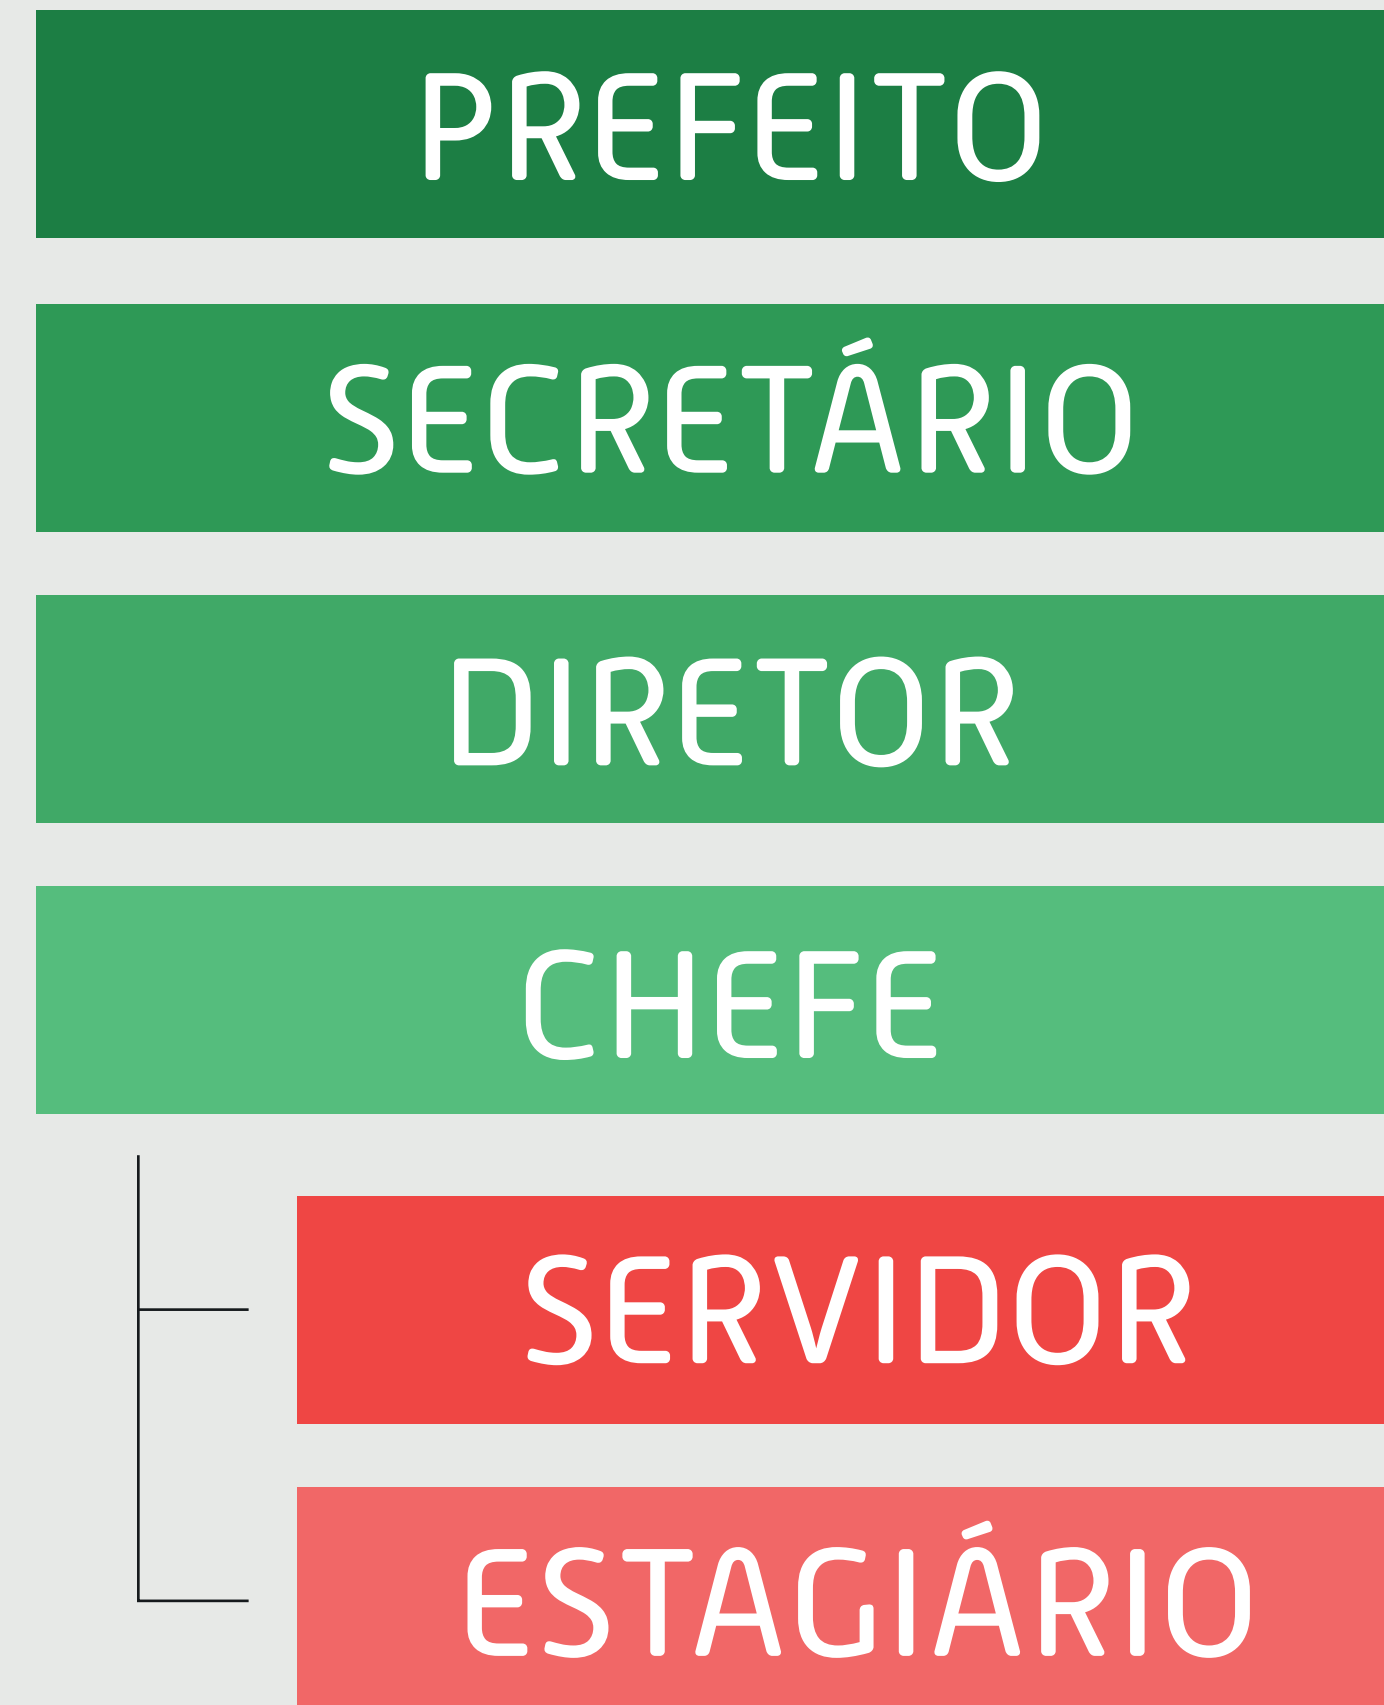 PREFEITO
SECRETÁRIO
DIRETOR
CHEFE
SERVIDOR
ESTAGIÁRIO